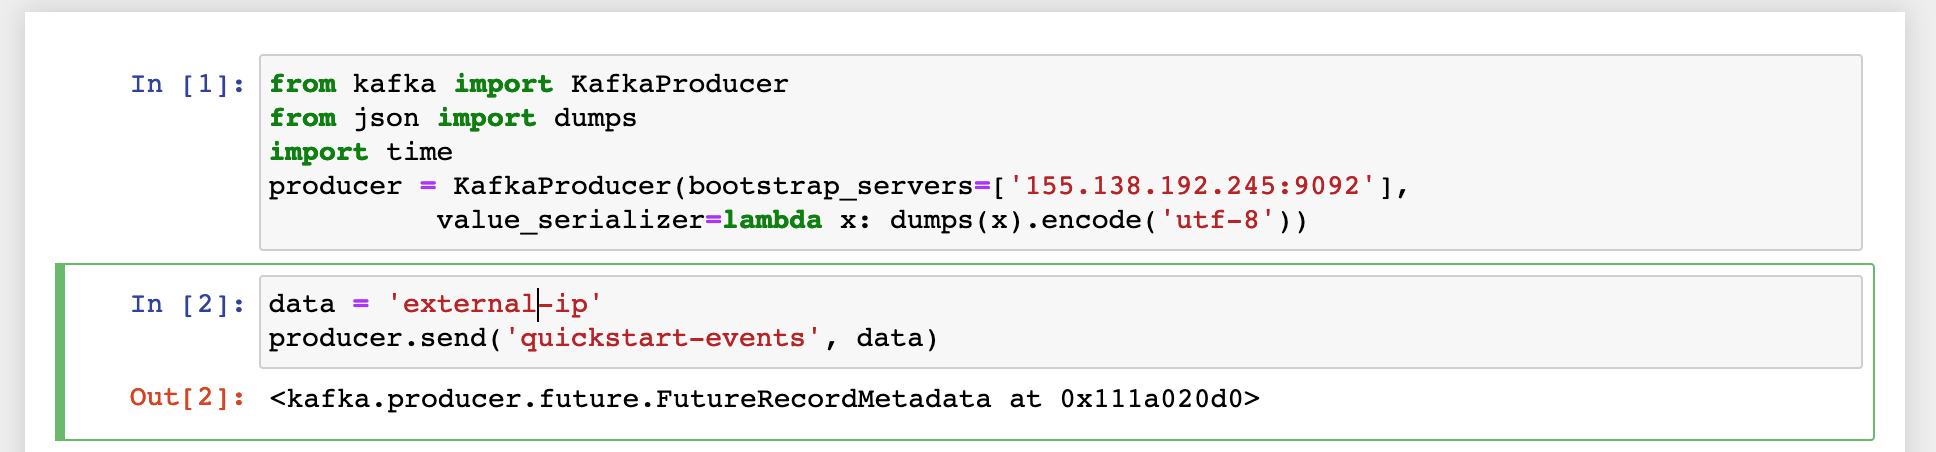 In [1]: from kafka import KafkaProducer
from json import dumps
import time
producer = KafkaProducer(bootstrap_servers=['155.138.192.245:9092'],
          value_serializer=lambda x: dumps(x).encode('utf-8'))
In [2]: data = 'external-ip'
producer.send('quickstart-events', data)
Out[2]: <kafka.producer.future.FutureRecordMetadata at 0x111a020d0>